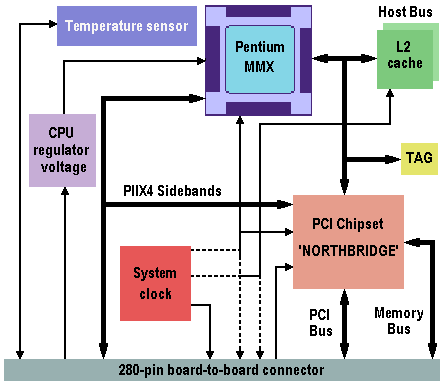 Host Bus
Temperature sensor
Pentium
MMX
L2
cache
CPU
regulator
voltage
TAG
PIIX4 Sidebands
PCI Chipset
'NORTHBRIDGE'
System
clock
PCI
Bus
Memory
Bus
280-pin board-to-board connector